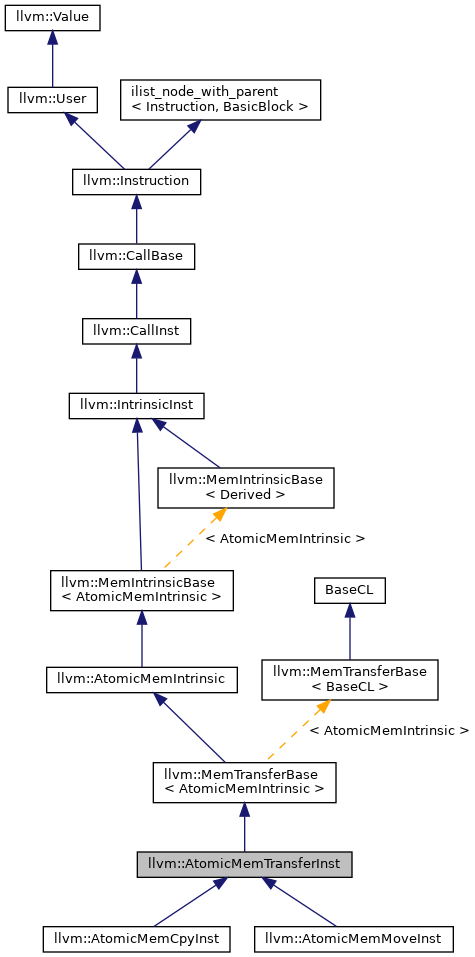 llvm::Value
llvm::User
ilist_node_with_parent
< Instruction, BasicBlock >
llvm::Instruction
llvm::CallBase
llvm::CallInst
llvm::IntrinsicInst
llvm::MemIntrinsicBase
< Derived >
< AtomicMemIntrinsic >
llvm::MemIntrinsicBase
< AtomicMemIntrinsic >
BaseCL
llvm::AtomicMemIntrinsic
llvm::MemTransferBase
< BaseCL >
< AtomicMemIntrinsic >
llvm::MemTransferBase
< AtomicMemIntrinsic >
llvm::AtomicMemTransferInst
llvm::AtomicMemCpyInst
llvm::AtomicMemMoveInst